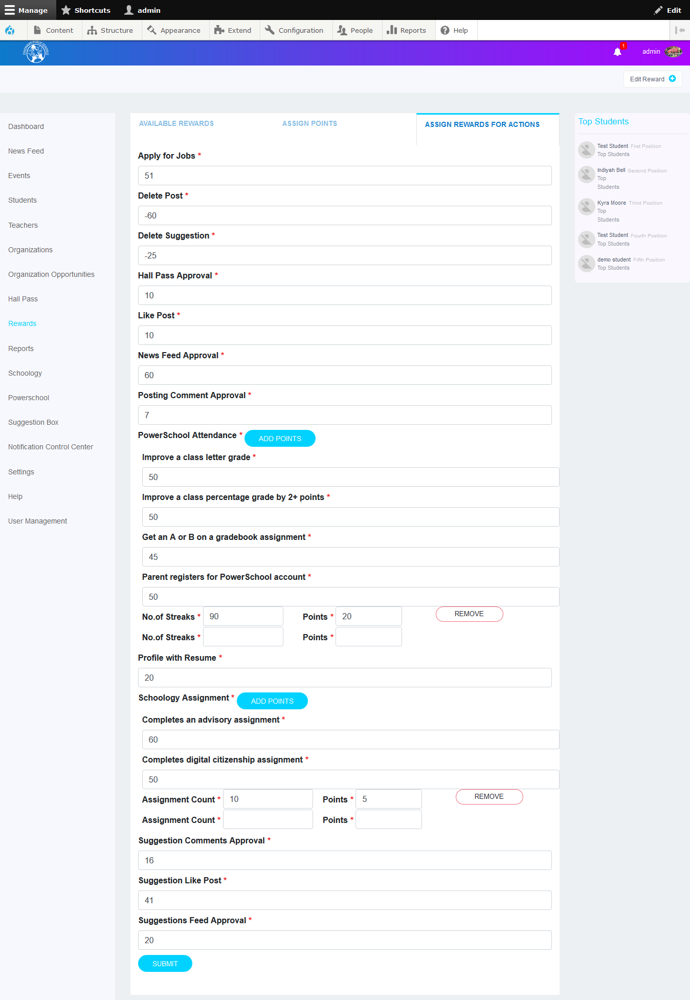 Manage
Shortcuts
admin
Edit
Content
Structure
Appearance
Extend
Configuration
People
Reports
Help
CINCINNATI PUBLIC SCHOOLS
1
admin
Edit Reward
Dashboard
News Feed
Events
Students
Teachers
Organizations
Organization Opportunities
Hall Pass
Rewards
Reports
Schoology
Powerschool
Suggestion Box
Notification Control Center
Settings
Help
User Management
AVAILABLE REWARDS
ASSIGN POINTS
ASSIGN REWARDS FOR ACTIONS
Apply for Jobs *
51
Delete Post *
-60
Delete Suggestion *
-25
Hall Pass Approval *
10
Like Post *
10
News Feed Approval *
60
Posting Comment Approval *
7
PowerSchool Attendance * ADD POINTS
Improve a class letter grade *
50
Improve a class percentage grade by 2+ points *
50
Get an A or B on a gradebook assignment *
45
Parent registers for PowerSchool account *
50
No.of Streaks * 90 Points * 20 REMOVE
No.of Streaks * Points *
Profile with Resume *
20
Schoology Assignment * ADD POINTS
Completes an advisory assignment *
60
Completes digital citizenship assignment *
50
Assignment Count * 10 Points * 5 REMOVE
Assignment Count * Points *
Suggestion Comments Approval *
16
Suggestion Like Post *
41
Suggestions Feed Approval *
20
SUBMIT
Top Students
Test Student First Position
Top Students
Indiyah Bell Second Position
Top
Students
Kyra Moore Third Position
Top
Students
Test Student Fourth Position
Top Students
demo student Fifth Position
Top Students